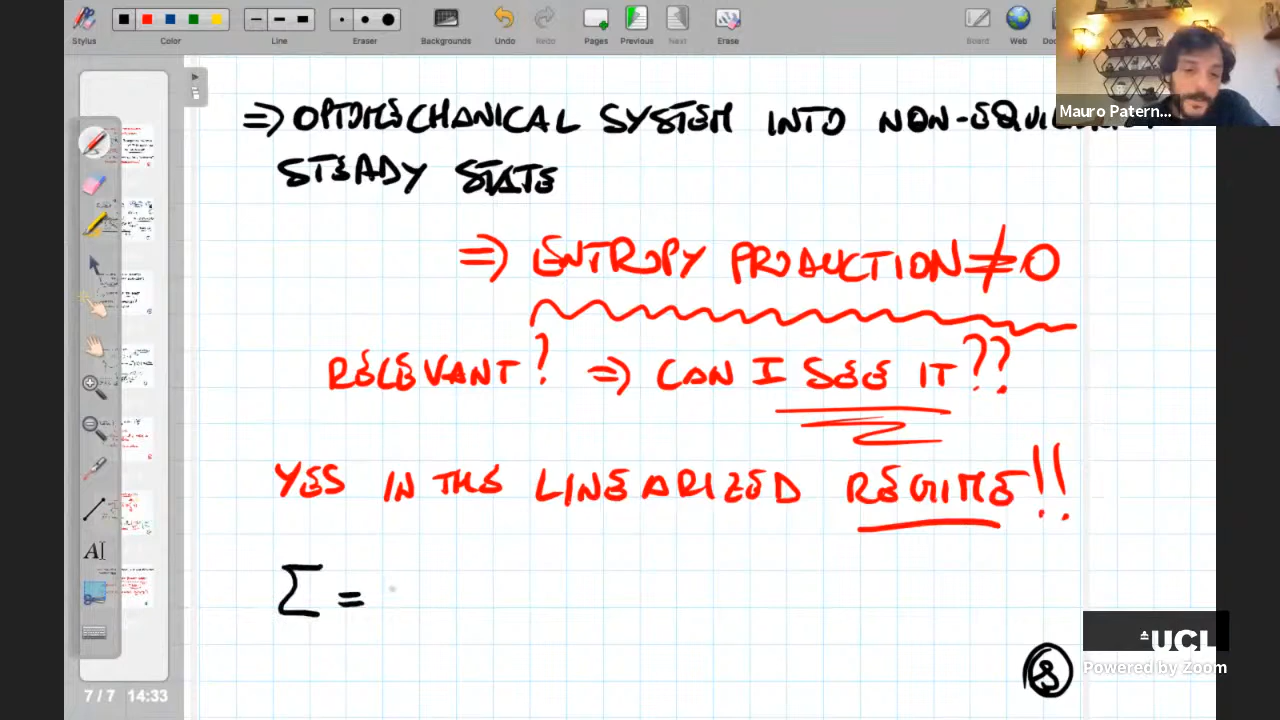 Stylus Color Line Eraser Backgrounds Undo Redo Pages Previous Next Erase Board Web
Mauro Patern...
⇒ OPTOMECHANICAL SYSTEM INTO
STEADY STATE
⇒ ENTROPY PRODUCTION ≠ 0
RELEVANT? ⇒ CAN I SEE IT??
YES IN THE LINEARIZED REGIME!!
Σ =
AI
UCL
Powered by Zoom
7 / 7 14:33
8